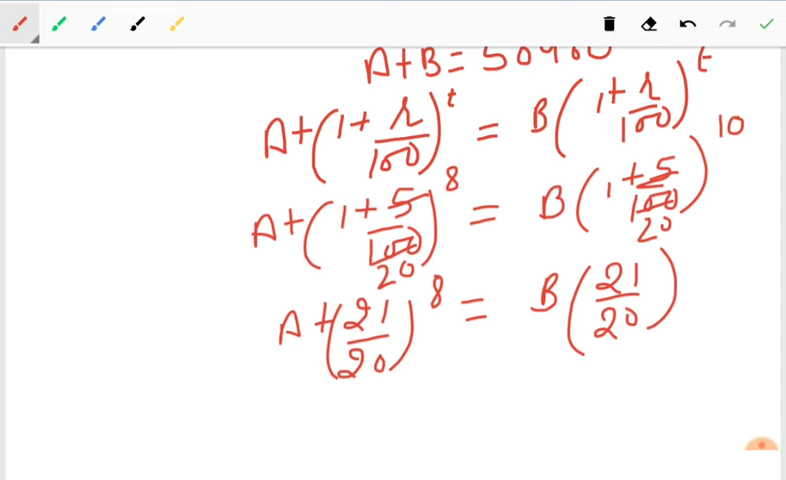 A+B=50400
A+(1+r/100)^t = B(1+r/100)^t
A+(1+5/100)^8 = B(1+5/100)^10
20 20
A+(21/20)^8 = B(21/20)